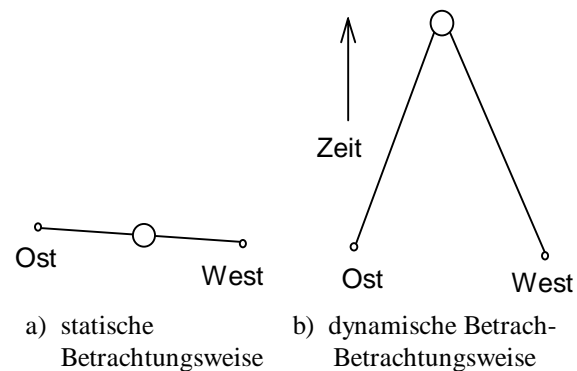 Zeit
Ost
West
Ost
West
a) statische
Betrachtungsweise
b) dynamische Betrach-
Betrachtungsweise